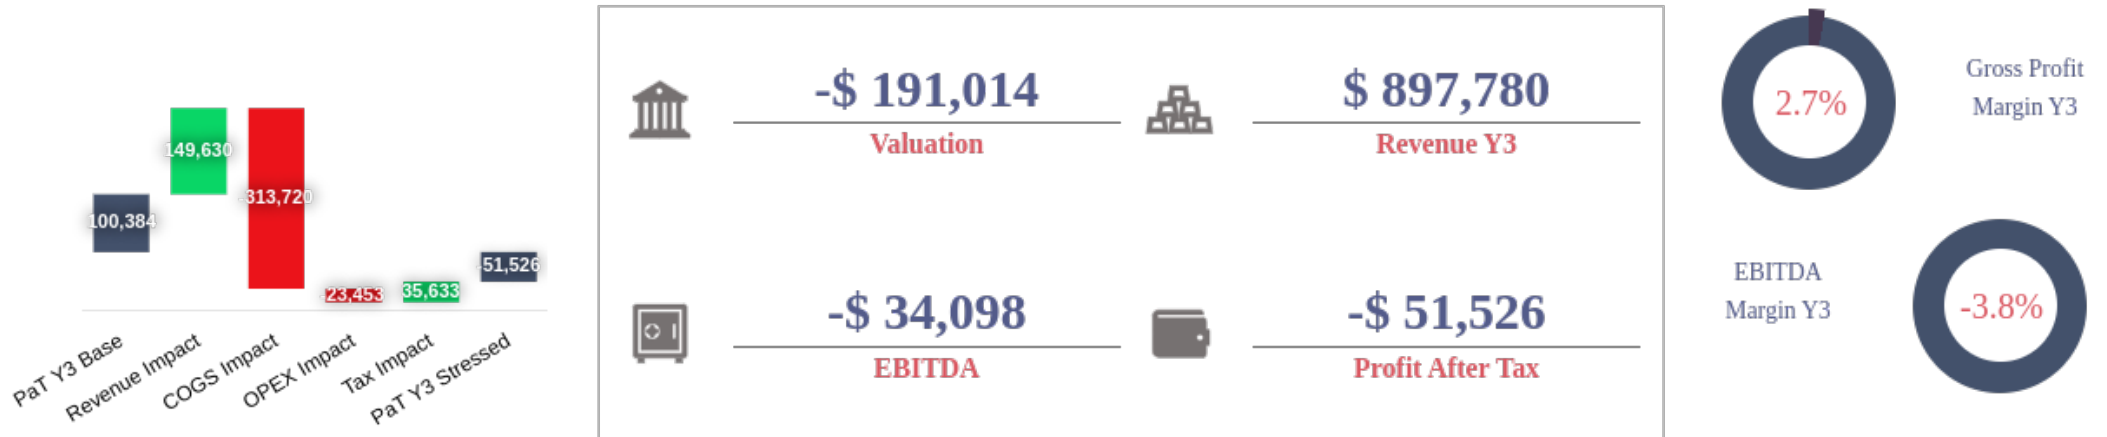 149,630
-313,720
100,384
-23,453
35,633
-51,526
PaT Y3 Base
Revenue Impact
COGS Impact
OPEX Impact
Tax Impact
PaT Y3 Stressed
-$ 191,014
Valuation
$ 897,780
Revenue Y3
-$ 34,098
EBITDA
-$ 51,526
Profit After Tax
2.7%
Gross Profit
Margin Y3
EBITDA
Margin Y3
-3.8%